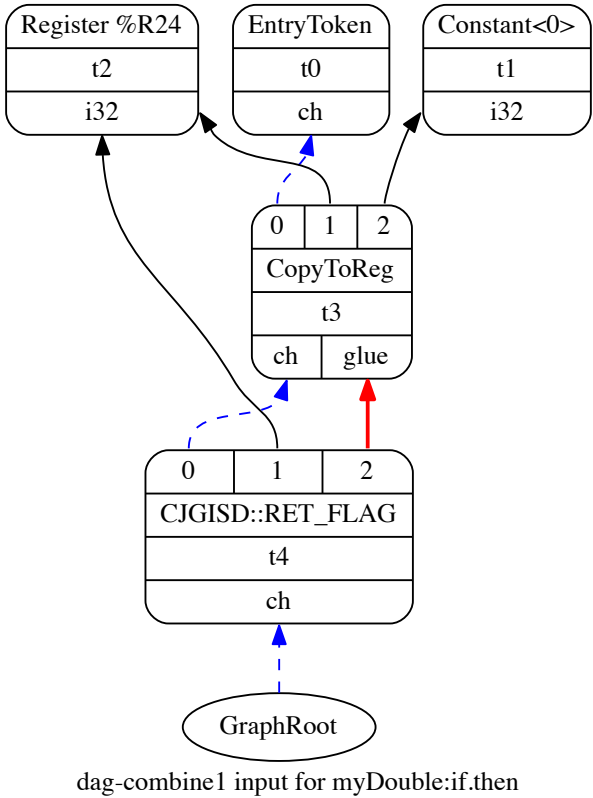 Register %R24
t2
i32
EntryToken
t0
ch
Constant<0>
t1
i32
0 1 2
CopyToReg
t3
ch glue
0 1 2
CJGISD::RET_FLAG
t4
ch
GraphRoot
dag-combine1 input for myDouble:if.then